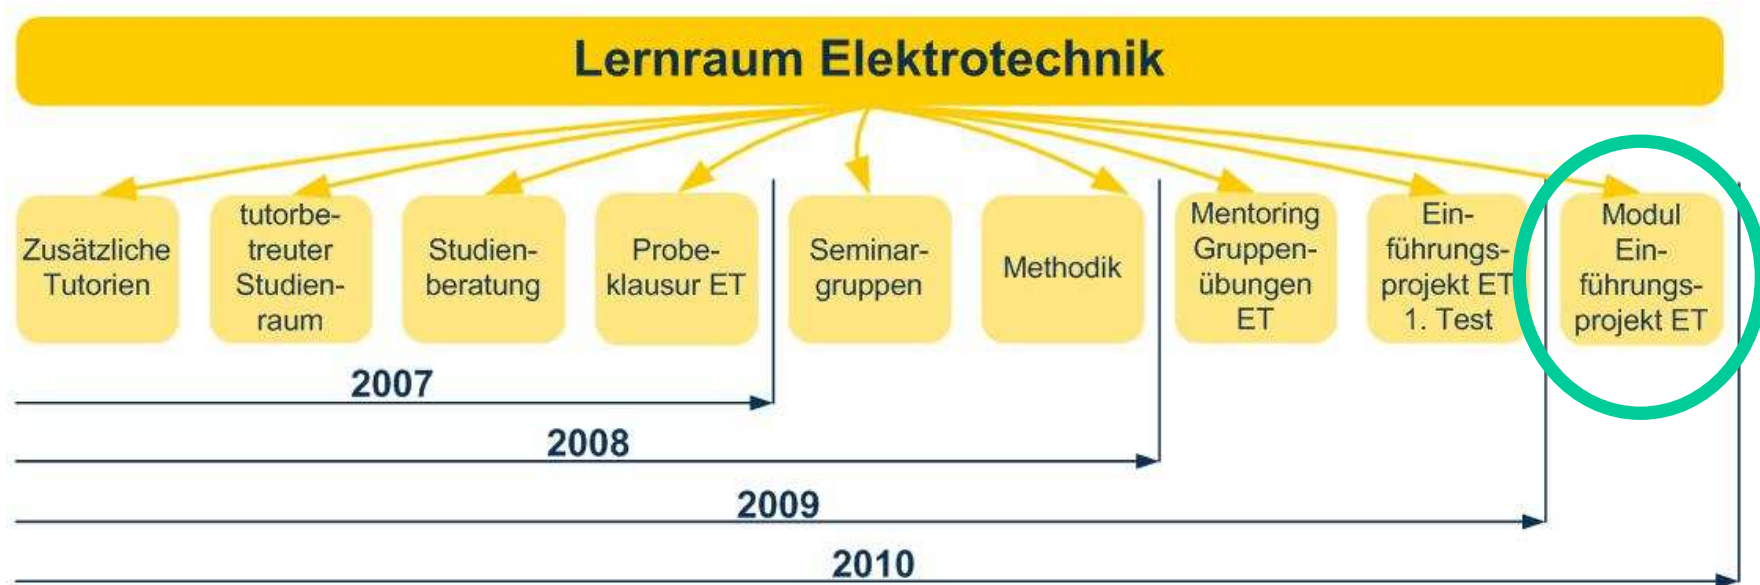 Lernraum Elektrotechnik
Zusätzliche
Tutorien
tutorbe-
treuter
Studien-
raum
Studien-
beratung
Probe-
klausur ET
Seminar-
gruppen
Methodik
Mentoring
Gruppen-
übungen
ET
Ein-
führungs-
projekt ET
1. Test
Modul
Ein-
führungs-
projekt ET
2007
2008
2009
2010